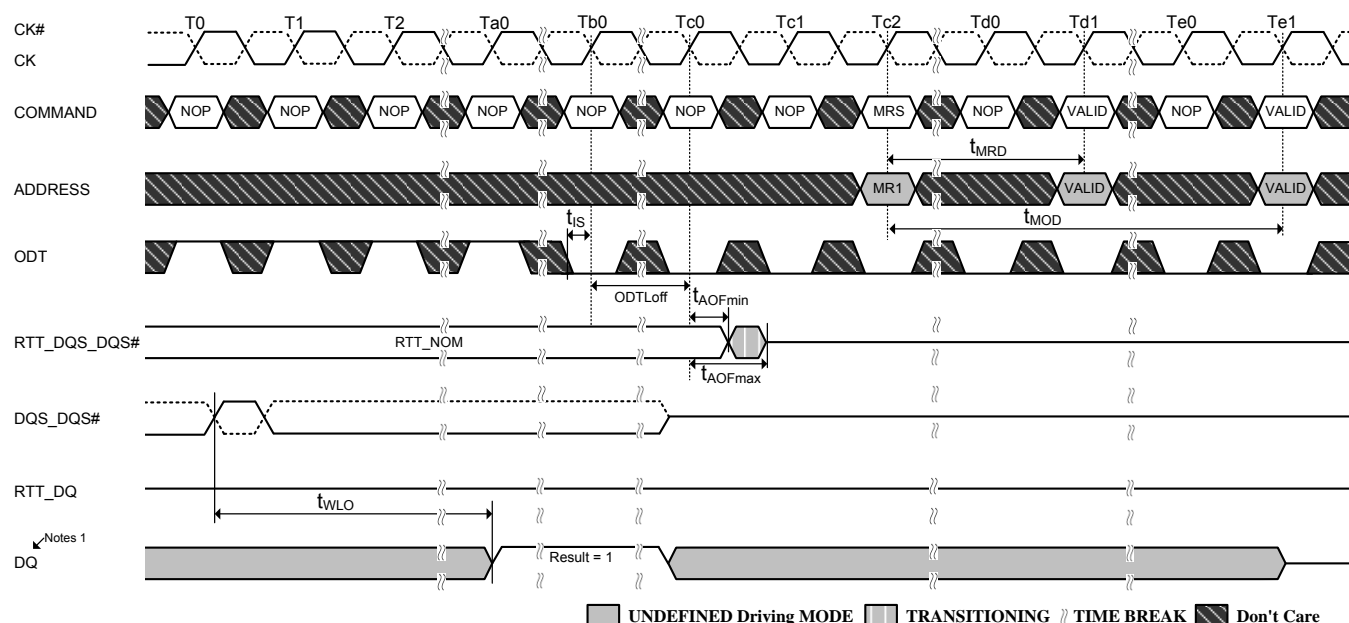 T0 T1 T2 Ta0 Tb0 Tc0 Tc1 Tc2 Td0 Td1 Te0 Te1
CK#
CK
COMMAND NOP NOP NOP NOP NOP NOP NOP MRS NOP VALID NOP VALID
tMRD
ADDRESS MR1 VALID VALID
tIS tMOD
ODT
ODTLoff tAOFmin
RTT_DQS_DQS# RTT_NOM
tAOFmax
DQS_DQS#
RTT_DQ
tWLO
Notes 1
DQ Result = 1
UNDEFINED Driving MODE TRANSITIONING TIME BREAK Don't Care